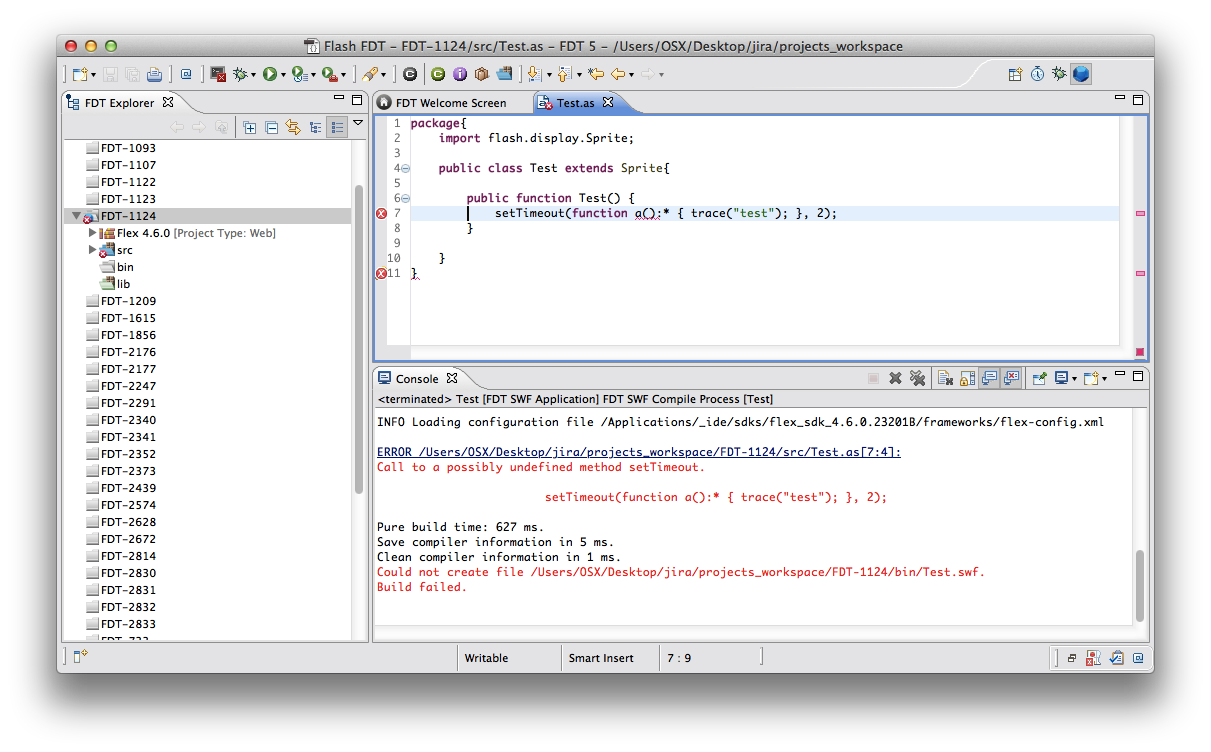 Flash FDT – FDT-1124/src/Test.as – FDT 5 – /Users/OSX/Desktop/jira/projects_workspace
FDT Explorer
FDT-1093
FDT-1107
FDT-1122
FDT-1123
FDT-1124
Flex 4.6.0 [Project Type: Web]
src
bin
lib
FDT-1209
FDT-1615
FDT-1856
FDT-2176
FDT-2177
FDT-2247
FDT-2291
FDT-2340
FDT-2341
FDT-2352
FDT-2373
FDT-2439
FDT-2574
FDT-2628
FDT-2672
FDT-2814
FDT-2830
FDT-2831
FDT-2832
FDT-2833
FDT Welcome Screen
Test.as
1 package{
2 import flash.display.Sprite;
3
4 public class Test extends Sprite{
5
6 public function Test() {
7 setTimeout(function a():* { trace("test"); }, 2);
8 }
9
10 }
11 }
Console
<terminated> Test [FDT SWF Application] FDT SWF Compile Process [Test]
INFO Loading configuration file /Applications/_ide/sdks/flex_sdk_4.6.0.23201B/frameworks/flex-config.xml
ERROR /Users/OSX/Desktop/jira/projects_workspace/FDT-1124/src/Test.as[7:4]:
Call to a possibly undefined method setTimeout.
setTimeout(function a():* { trace("test"); }, 2);
Pure build time: 627 ms.
Save compiler information in 5 ms.
Clean compiler information in 1 ms.
Could not create file /Users/OSX/Desktop/jira/projects_workspace/FDT-1124/bin/Test.swf.
Build failed.
Writable
Smart Insert
7 : 9